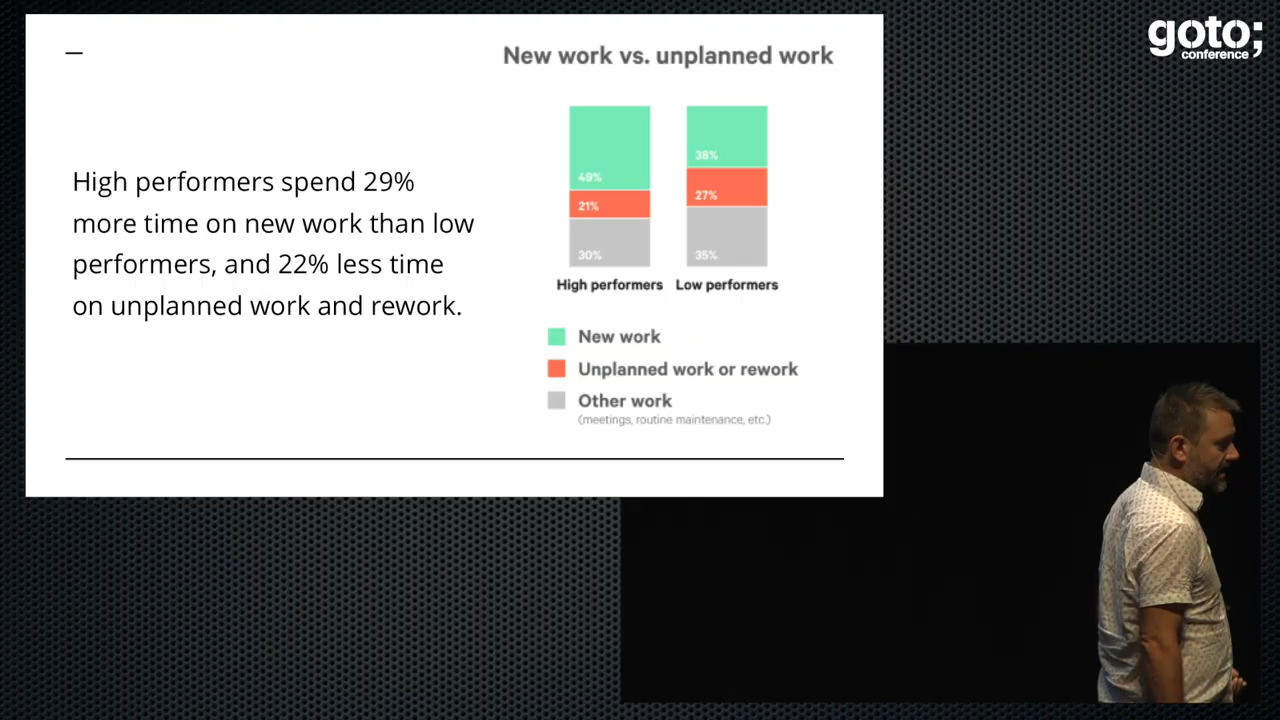 goto;
conference
New work vs. unplanned work
High performers spend 29%
more time on new work than low
performers, and 22% less time
on unplanned work and rework.
49%
21%
30%
High performers
38%
27%
35%
Low performers
New work
Unplanned work or rework
Other work
(meetings, routine maintenance, etc.)